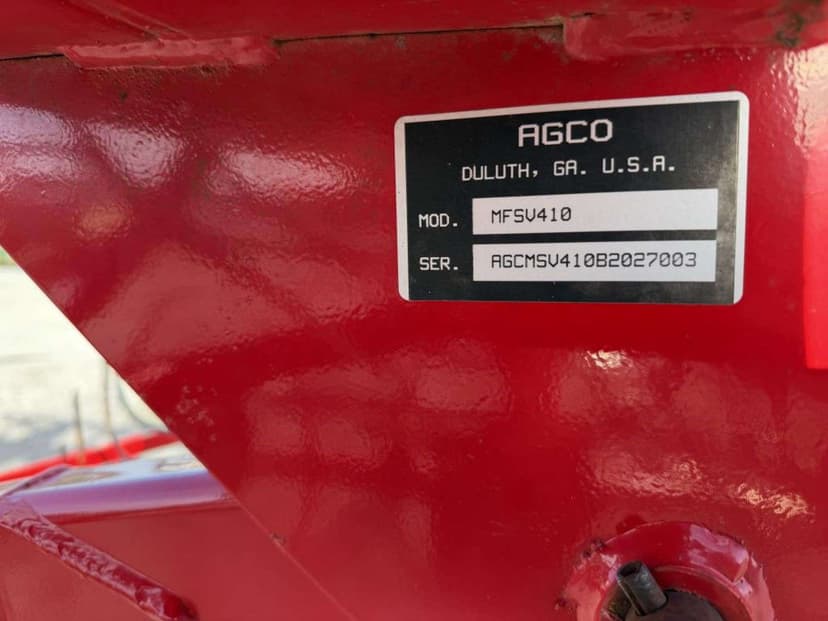 AGCO
DULUTH, GA. U.S.A.
MOD. MFSV410
SER. AGCMSV410B2027003